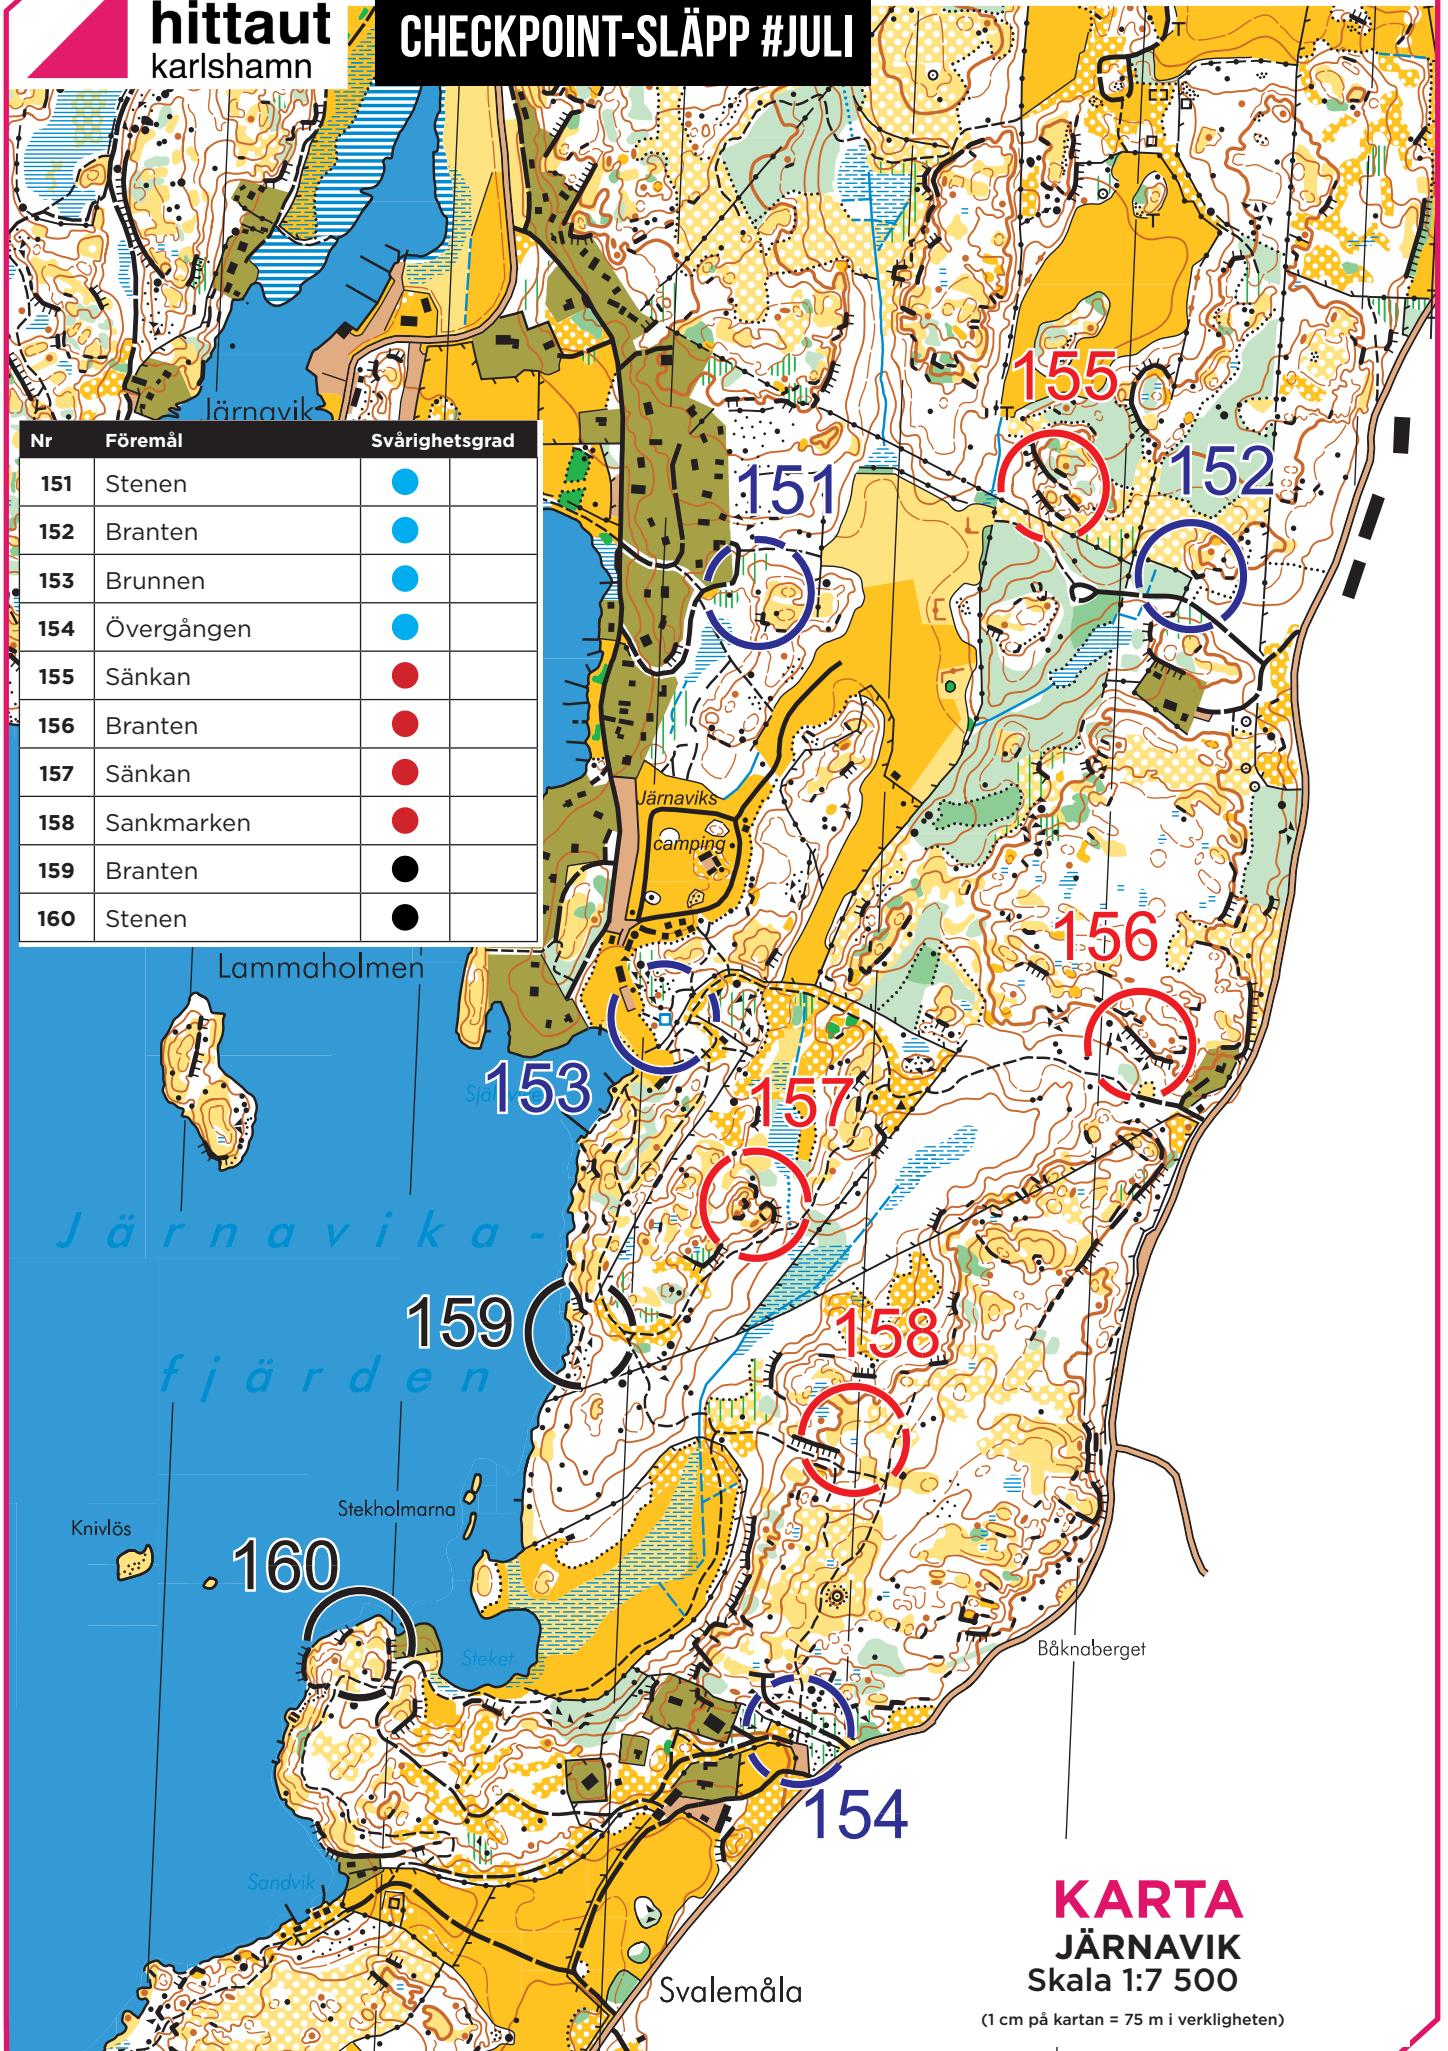 hittaut
karlshamn
CHECKPOINT-SLÄPP #JULI
Järnavik
Nr Föremål Svårighetsgrad
151 Stenen
152 Branten
153 Brunnen
154 Övergången
155 Sänkan
156 Branten
157 Sänkan
158 Sankmarken
159 Branten
160 Stenen
155
152
151
Järnaviks
camping
156
Lammaholmen
153
157
Järnavika-
159
158
fjärden
Stekholmarna
Knivlös
160
Steket
Båknaberget
154
Sandvik
KARTA
JÄRNAVIK
Skala 1:7 500
(1 cm på kartan = 75 m i verkligheten)
Svalemåla